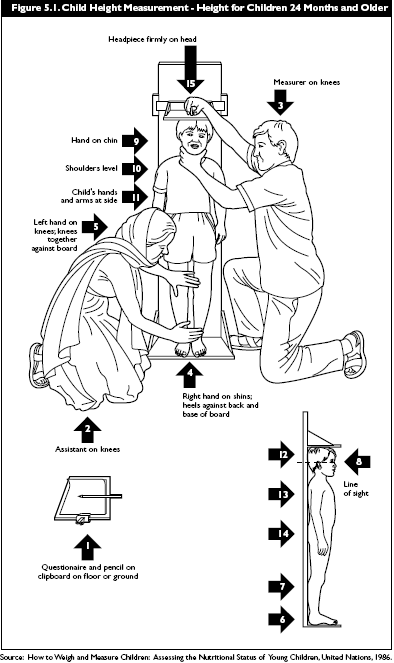 Figure 5.1. Child Height Measurement - Height for Children 24 Months and Older
Headpiece firmly on head
15
Measurer on knees
3
Hand on chin
9
Shoulders level
10
Child's hands
and arms at side
11
Left hand on
knees; knees
together
against board
5
4
Right hand on shins;
heels against back and
base of board
2
Assistant on knees
12
8
Line
of sight
13
14
1
7
Questionaire and pencil on
clipboard on floor or ground
6
Source: How to Weigh and Measure Children: Assessing the Nutritional Status of Young Children, United Nations, 1986.